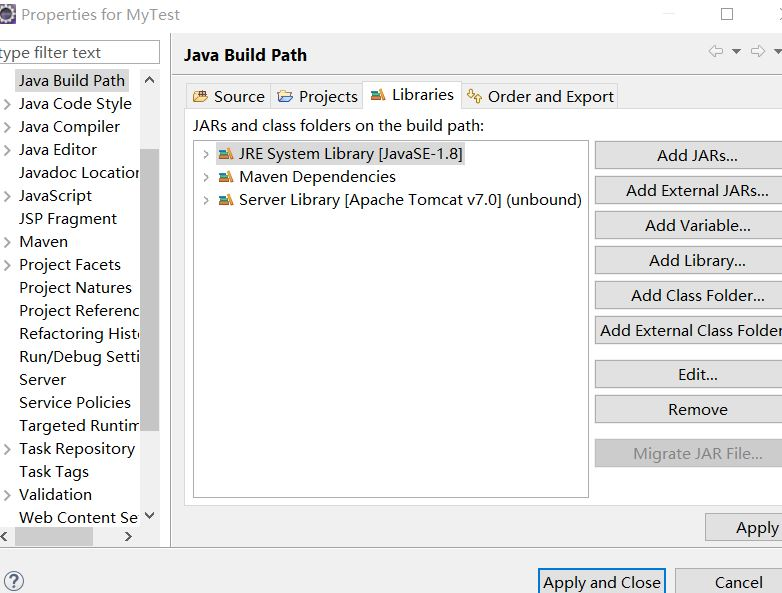 Properties for MyTest
type filter text
Java Build Path
Java Code Style
Java Compiler
Java Editor
Javadoc Location
JavaScript
JSP Fragment
Maven
Project Facets
Project Natures
Project Referenc
Refactoring Histo
Run/Debug Setti
Server
Service Policies
Targeted Runtim
Task Repository
Task Tags
Validation
Web Content Se
Java Build Path
Source
Projects
Libraries
Order and Export
JARs and class folders on the build path:
JRE System Library [JavaSE-1.8]
Maven Dependencies
Server Library [Apache Tomcat v7.0] (unbound)
Add JARs...
Add External JARs...
Add Variable...
Add Library...
Add Class Folder...
Add External Class Folder
Edit...
Remove
Migrate JAR File...
Apply
?
Apply and Close
Cancel